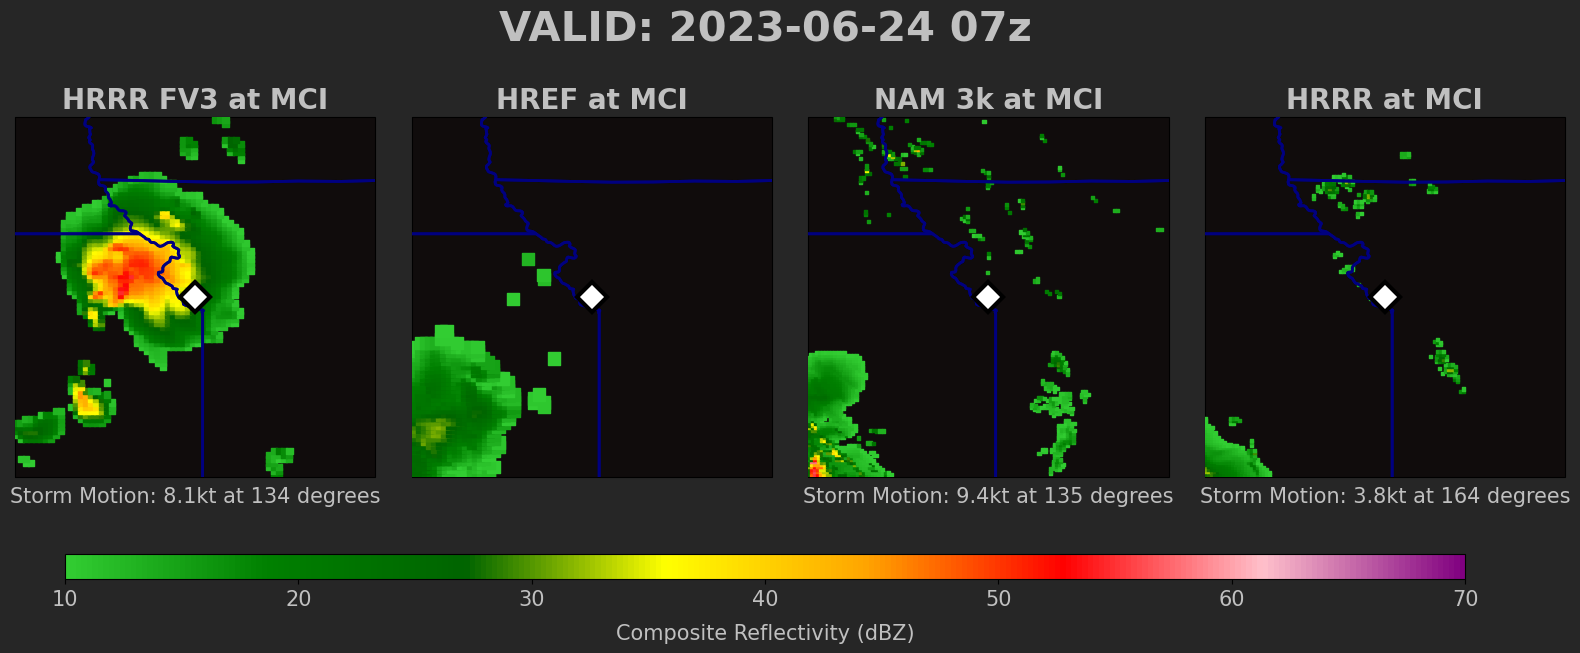 VALID: 2023-06-24 07z
HRRR FV3 at MCI
HREF at MCI
NAM 3k at MCI
HRRR at MCI
Storm Motion: 8.1kt at 134 degrees
Storm Motion: 9.4kt at 135 degrees
Storm Motion: 3.8kt at 164 degrees
10 20 30 40 50 60 70
Composite Reflectivity (dBZ)